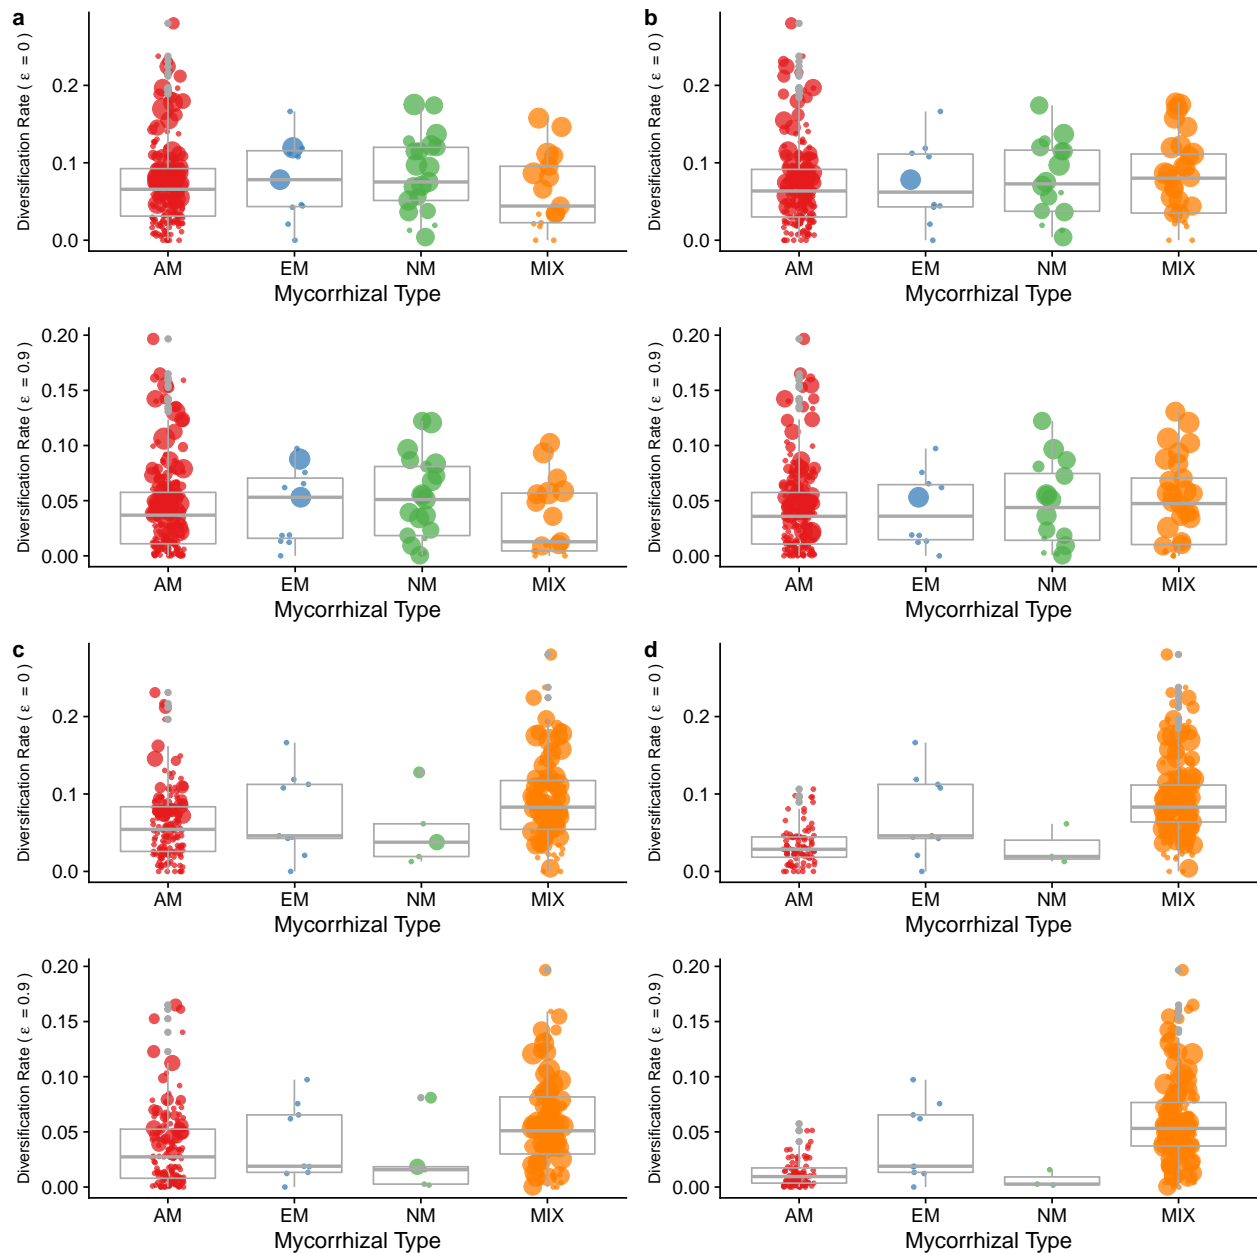 a
Diversification Rate ( ε = 0 )
0.2
0.1
0.0
AM EM NM MIX
Mycorrhizal Type
b
Diversification Rate ( ε = 0 )
0.2
0.1
0.0
AM EM NM MIX
Mycorrhizal Type
Diversification Rate ( ε = 0.9 )
0.20
0.15
0.10
0.05
0.00
AM EM NM MIX
Mycorrhizal Type
Diversification Rate ( ε = 0.9 )
0.20
0.15
0.10
0.05
0.00
AM EM NM MIX
Mycorrhizal Type
c
Diversification Rate ( ε = 0 )
0.2
0.1
0.0
AM EM NM MIX
Mycorrhizal Type
d
Diversification Rate ( ε = 0 )
0.2
0.1
0.0
AM EM NM MIX
Mycorrhizal Type
Diversification Rate ( ε = 0.9 )
0.20
0.15
0.10
0.05
0.00
AM EM NM MIX
Mycorrhizal Type
Diversification Rate ( ε = 0.9 )
0.20
0.15
0.10
0.05
0.00
AM EM NM MIX
Mycorrhizal Type